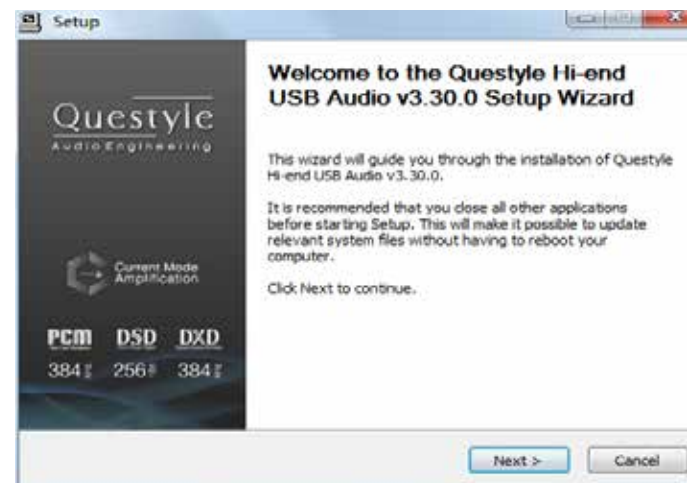 Setup
Questyle
Audio Engineering
Current Mode
Amplification
PCM DSD DXD
384 256 384
Welcome to the Questyle Hi-end
USB Audio v3.30.0 Setup Wizard
This wizard will guide you through the installation of Questyle
Hi-end USB Audio v3.30.0.
It is recommended that you close all other applications
before starting Setup. This will make it possible to update
relevant system files without having to reboot your
computer.
Click Next to continue.
Next >
Cancel